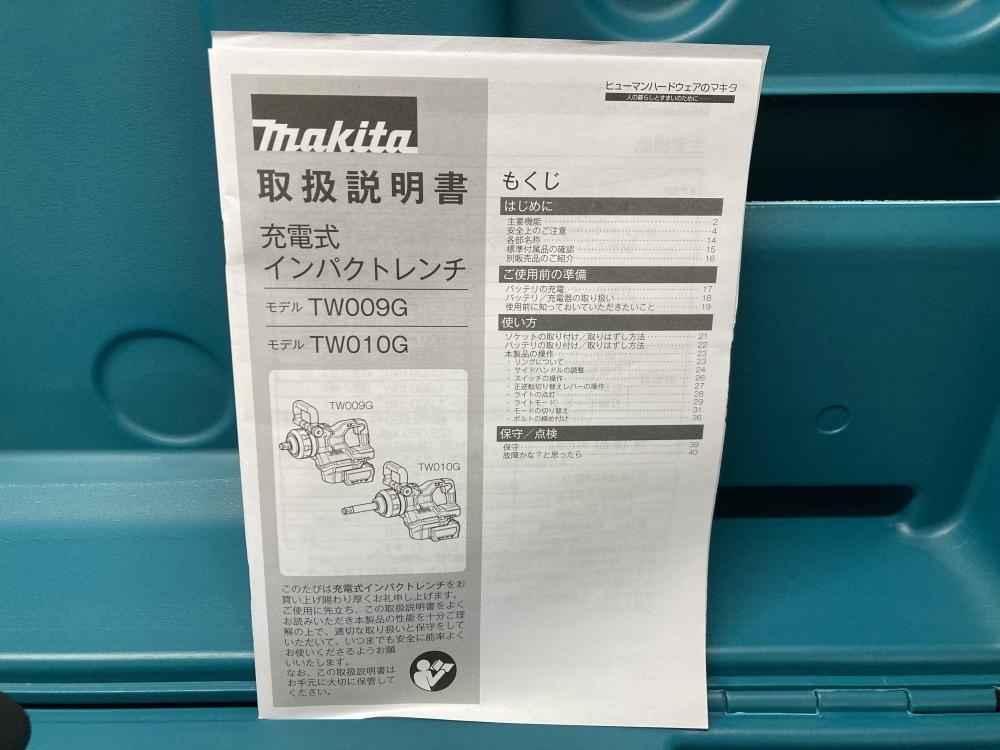 makita
取扱説明書
充電式
インパクトレンチ
モデル TW009G
モデル TW010G
TW009G
TW010G
このたびは充電式インパクトレンチをお
買い上げ賜わり厚くお礼申し上げます。
ご使用に先立ち、この取扱説明書をよく
お読みいただき本製品の性能を十分ご理
解の上で、適切な取り扱いと保守をして
いただいて、いつまでも安全に能率よく
お使いくださるようお願
いいたします。
なお、この取扱説明書は
お手元に大切に保管して
ください。
ヒューマンハードウェアのマキタ
人の暮らしとすまいのために……
もくじ
はじめに
主要機能 2
安全上のご注意 4
各部名称 14
標準付属品の確認 15
別販売品のご紹介 16
ご使用前の準備
バッテリの充電 17
バッテリ／充電器の取り扱い 18
使用前に知っておいていただきたいこと 19
使い方
ソケットの取り付け／取りはずし方法 21
バッテリの取り付け／取りはずし方法 22
本製品の操作 23
・リングについて 23
・サイドハンドルの調整 24
・スイッチの操作 26
・正逆転切り替えレバーの操作 27
・ライトの点灯 28
・ライトモード 29
・モードの切り替え 31
・ボルトの締め付け 36
保守／点検
保守 39
故障かな？と思ったら 40